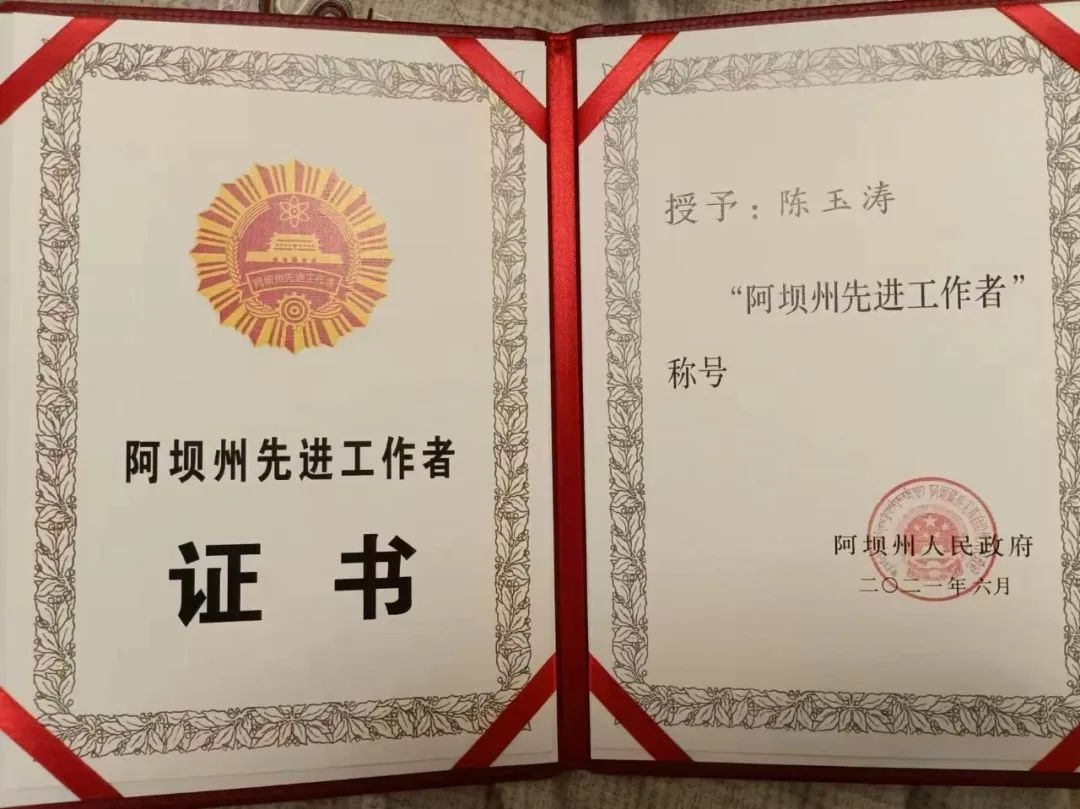 阿坝州先进工作者
阿坝州先进工作者
证书
授予：陈玉涛
“阿坝州先进工作者”
称号
阿坝州人民政府
二〇二一年六月